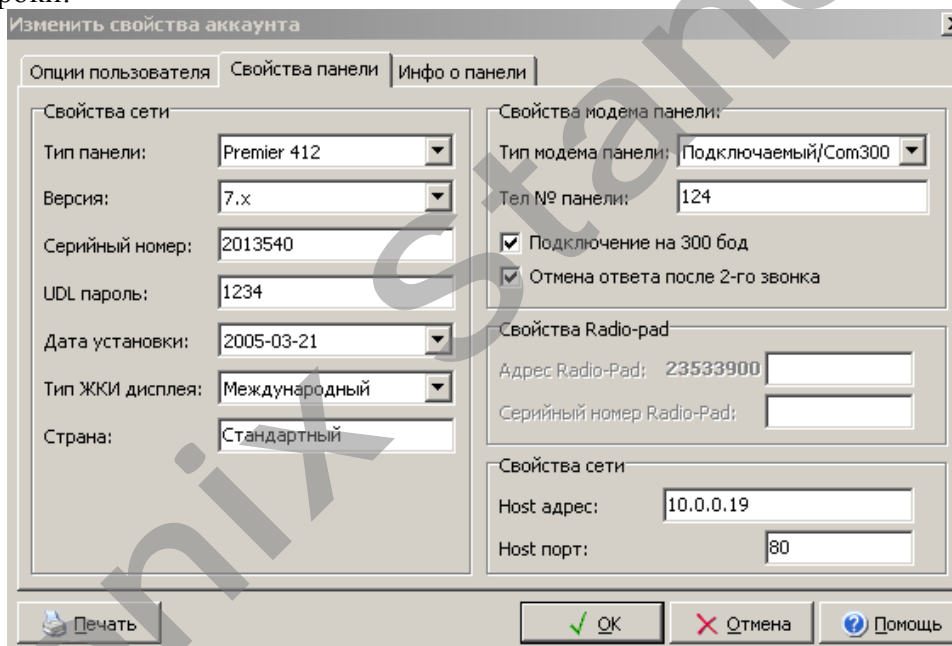 роки.
Изменить свойства аккаунта
Опции пользователя Свойства панели Инфо о панели
Свойства сети
Тип панели: Premier 412
Версия: 7.x
Серийный номер: 2013540
UDL пароль: 1234
Дата установки: 2005-03-21
Тип ЖКИ дисплея: Международный
Страна: Стандартный
Свойства модема панели:
Тип модема панели: Подключаемый/Com300
Тел № панели: 124
Подключение на 300 бод
Отмена ответа после 2-го звонка
Свойства Radio-pad
Адрес Radio-Pad: 23533900
Серийный номер Radio-Pad:
Свойства сети
Host адрес: 10.0.0.19
Host порт: 80
Печать OK Отмена Помощь